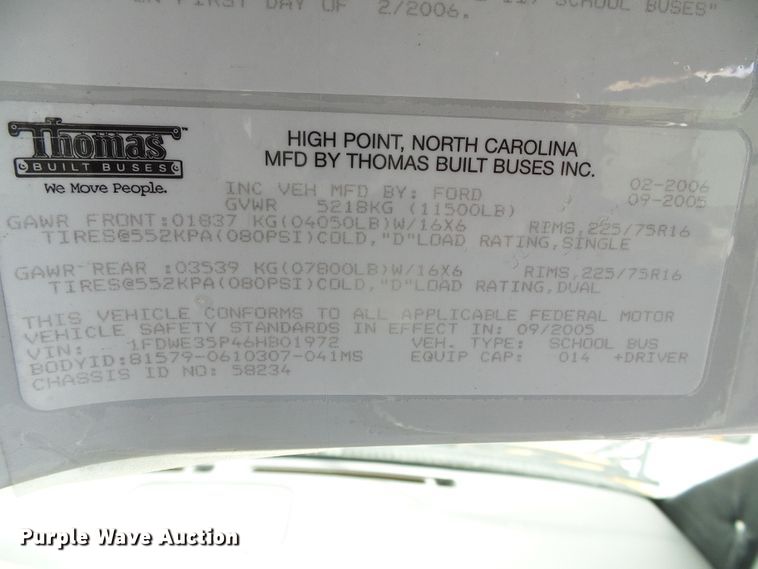 FIRST DAY OF 2/2006. SCHOOL BUSES"
Thomas™
BUILT BUSES
We Move People.
HIGH POINT, NORTH CAROLINA
MFD BY THOMAS BUILT BUSES INC.
INC VEH MFD BY: FORD 02-2006
GVWR 5218KG (11500LB) 09-2005
GAWR FRONT:01837 KG(04050LB)W/16X6 RIMS,225/75R16
TIRES@552KPA(080PSI)COLD,"D"LOAD RATING,SINGLE
GAWR REAR :03539 KG(07800LB)W/16X6 RIMS,225/75R16
TIRES@552KPA(080PSI)COLD,"D"LOAD RATING,DUAL
THIS VEHICLE CONFORMS TO ALL APPLICABLE FEDERAL MOTOR
VEHICLE SAFETY STANDARDS IN EFFECT IN: 09/2005
VIN: 1FDWE35P46HB01972 VEH. TYPE: SCHOOL BUS
BODYID:81579-0610307-041MS EQUIP CAP: 014 +DRIVER
CHASSIS ID NO: 58234
Purple Wave Auction